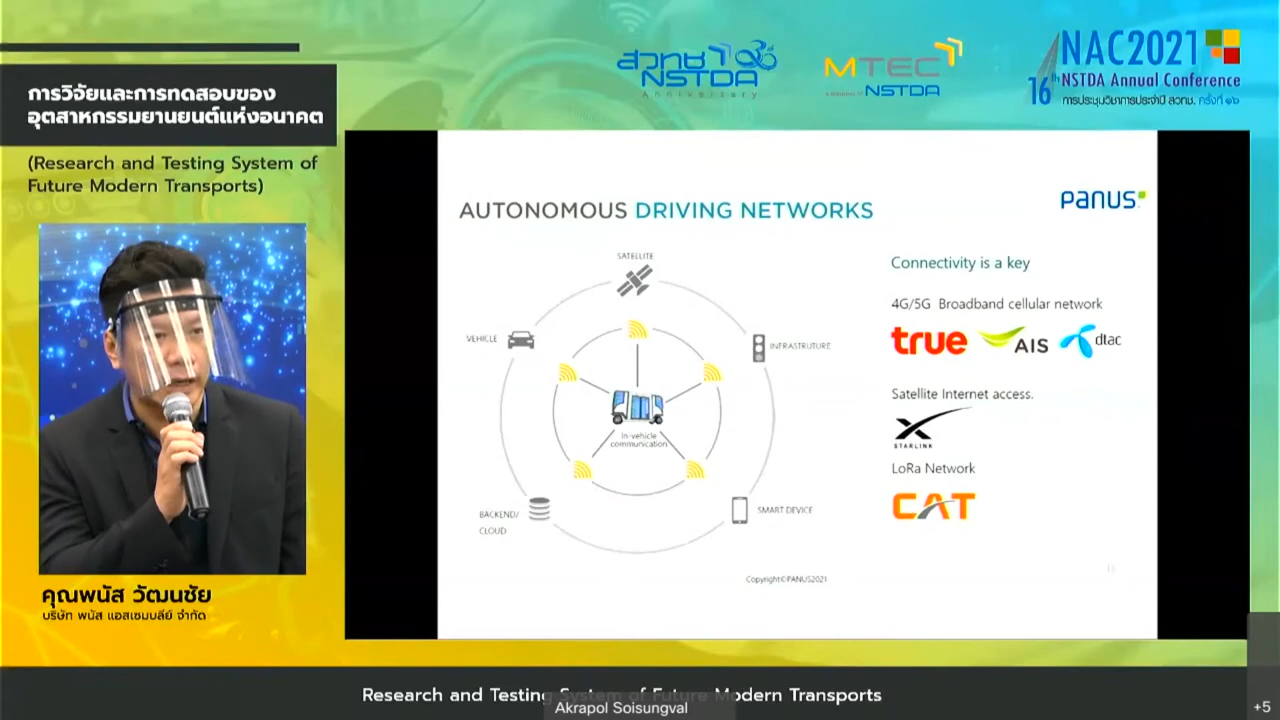 การวิจัยและการทดสอบของ
อุตสาหกรรมยานยนต์แห่งอนาคต
(Research and Testing System of
Future Modern Transports)
สวทช
NSTDA
Anniversary
MTEC
a member of NSTDA
NAC2021
16th NSTDA Annual Conference
การประชุมวิชาการประจำปี สวทช. ครั้งที่ ๑๖
PANUS
AUTONOMOUS DRIVING NETWORKS
SATELLITE
VEHICLE
INFRASTRUTURE
In-vehicle
communication
BACKEND/
CLOUD
SMART DEVICE
Connectivity is a key
4G/5G Broadband cellular network
true
AIS
dtac
Satellite Internet access.
STARLINK
LoRa Network
CAT
Copyright©PANUS2021
คุณพนัส วัฒนชัย
บริษัท พนัส แอสเซมบลีย์ จำกัด
Research and Testing System of Future Modern Transports
Akrapol Soisungval
+5